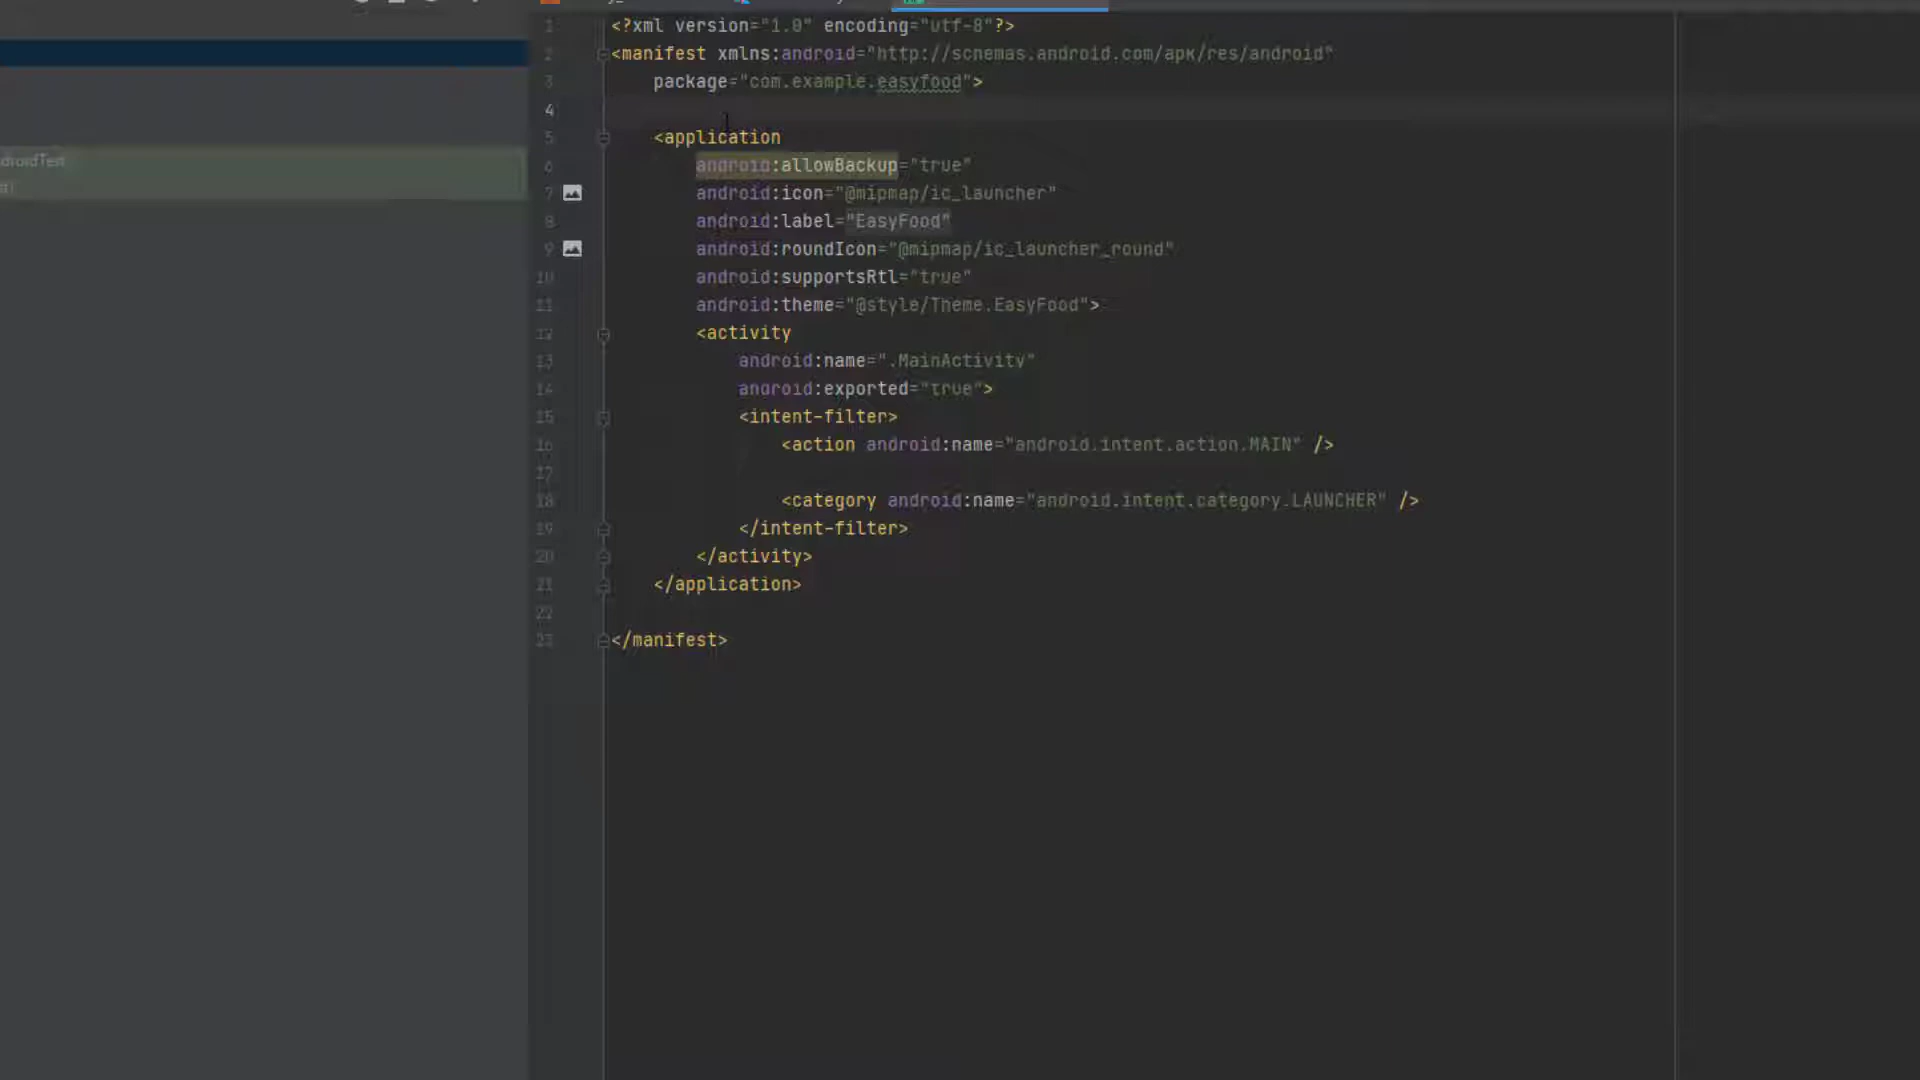 <?xml version="1.0" encoding="utf-8"?>
<manifest xmlns:android="http://schemas.android.com/apk/res/android"
package="com.example.easyfood">
<application
android:allowBackup="true"
android:icon="@mipmap/ic_launcher"
android:label="EasyFood"
android:roundIcon="@mipmap/ic_launcher_round"
android:supportsRtl="true"
android:theme="@style/Theme.EasyFood">
<activity
android:name=".MainActivity"
android:exported="true">
<intent-filter>
<action android:name="android.intent.action.MAIN" />
<category android:name="android.intent.category.LAUNCHER" />
</intent-filter>
</activity>
</application>
</manifest>